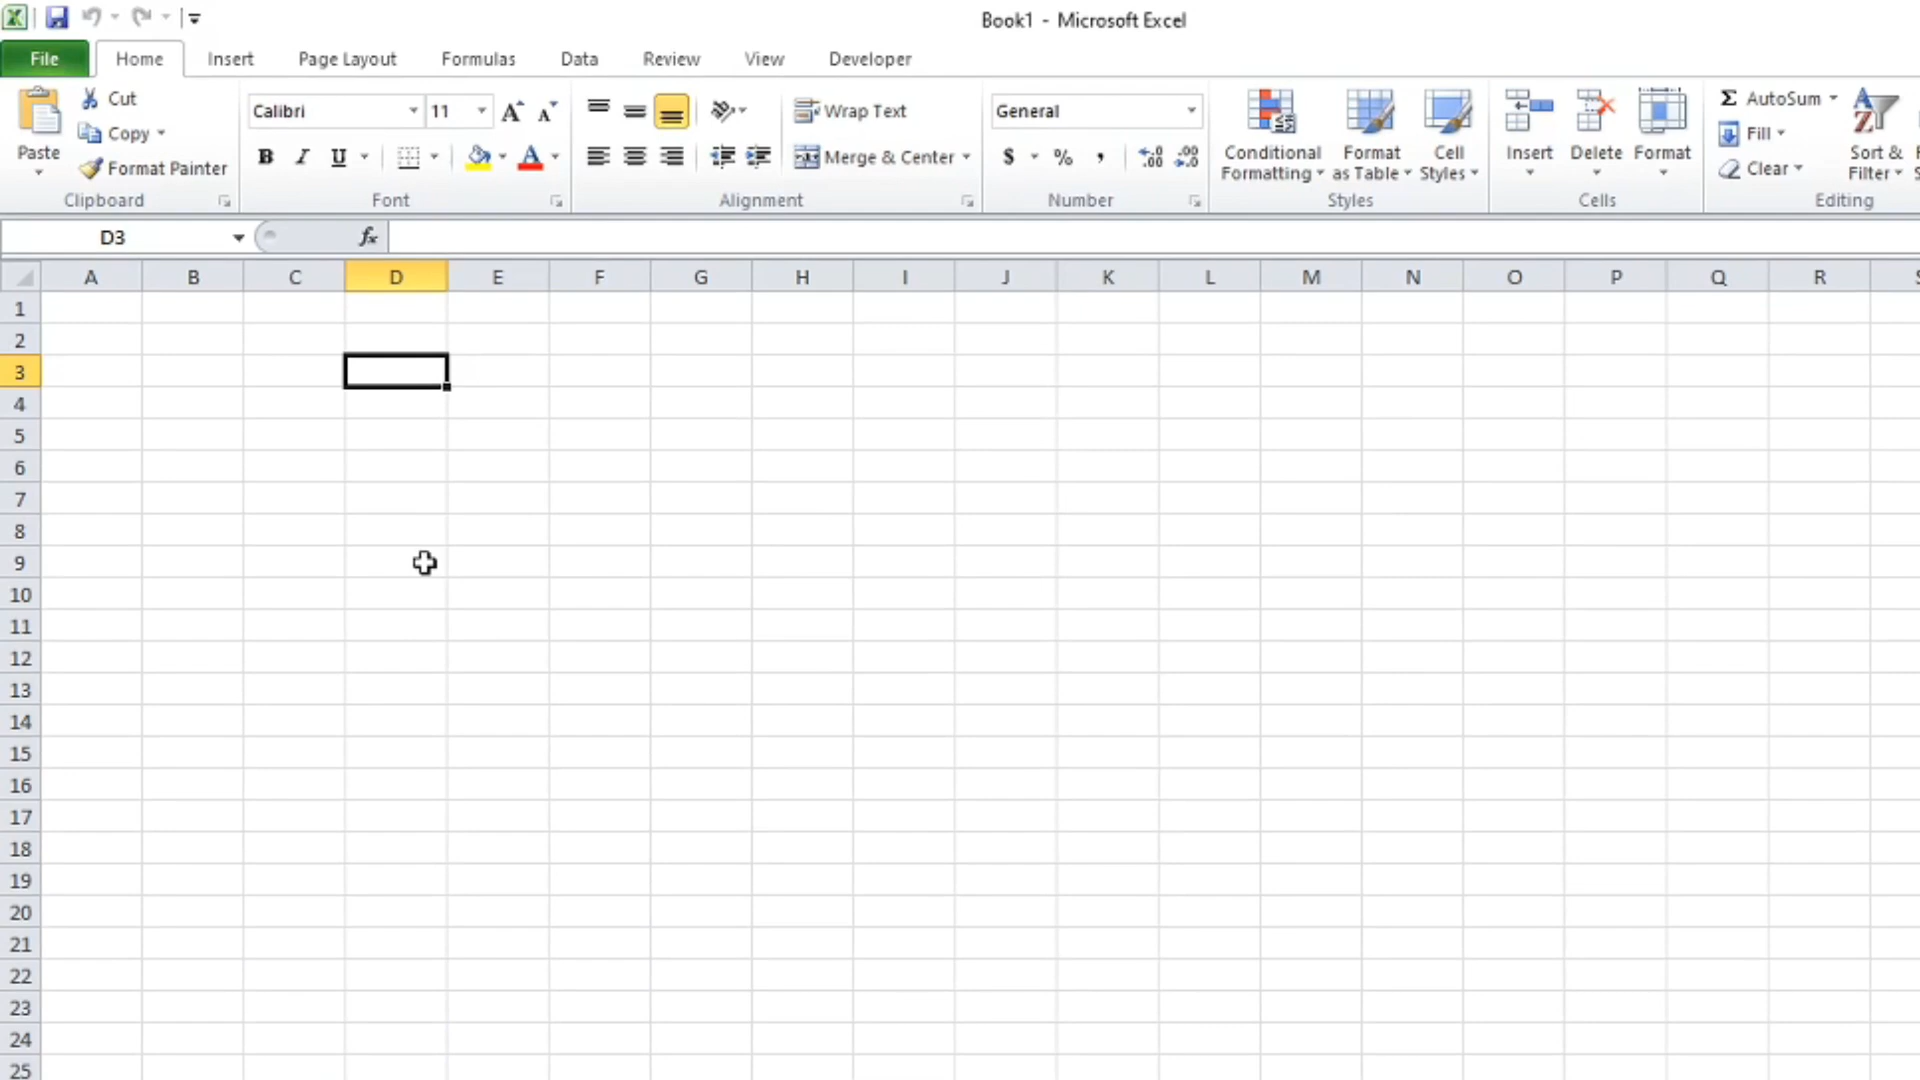 Book1 - Microsoft Excel
File Home Insert Page Layout Formulas Data Review View Developer
Paste
Cut
Copy
Format Painter
Clipboard
Calibri 11
B I U
Font
Wrap Text
Merge & Center
Alignment
General
$ % ,
Number
Conditional
Formatting
Format
as Table
Cell
Styles
Styles
Insert
Delete
Format
Cells
Σ AutoSum
Fill
Clear
Sort &
Filter
Editing
D3 fx
A B C D E F G H I J K L M N O P Q R
1
2
3
4
5
6
7
8
9
10
11
12
13
14
15
16
17
18
19
20
21
22
23
24
25